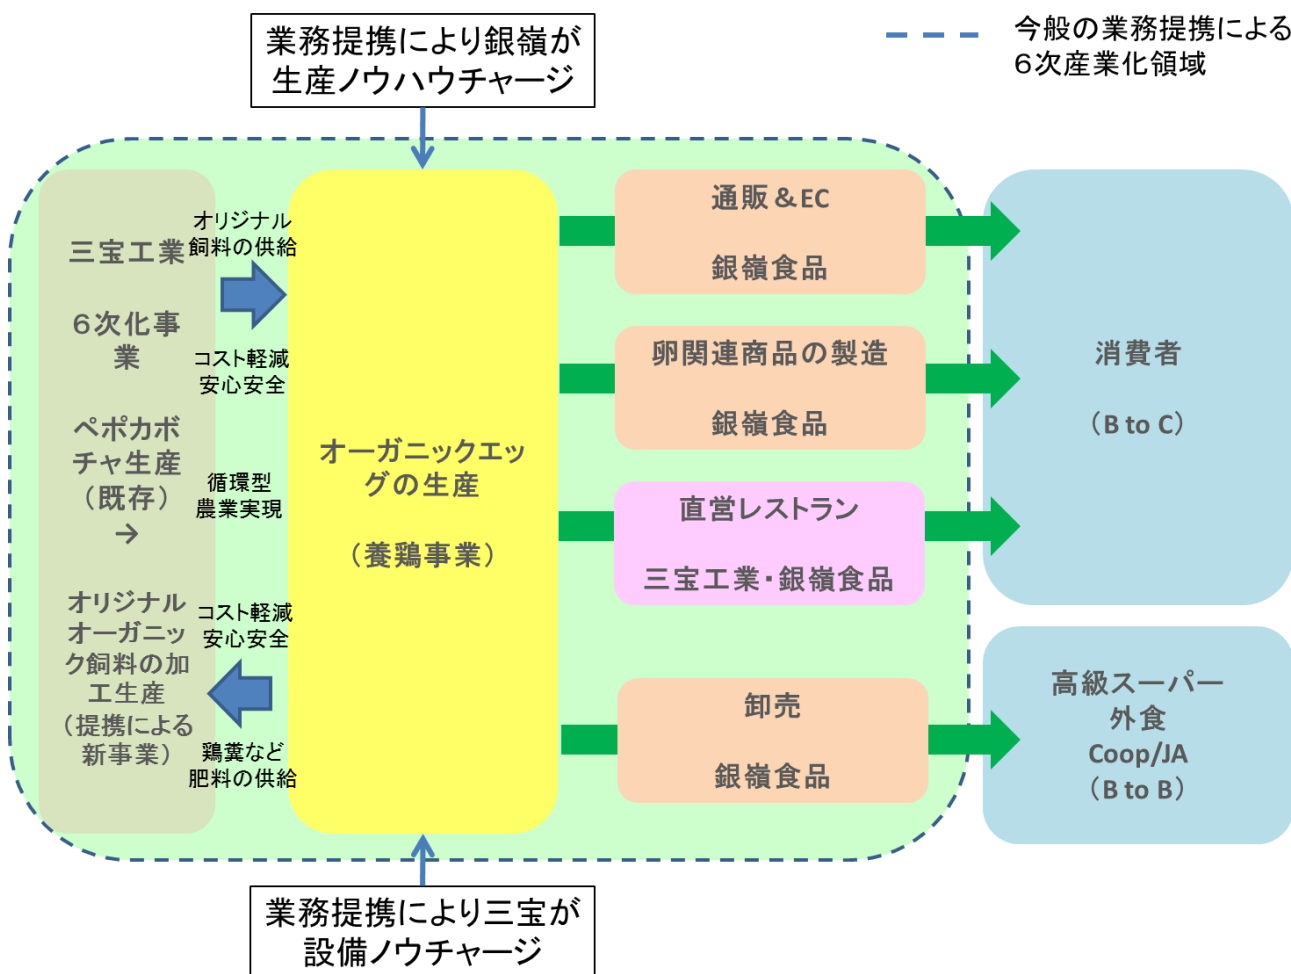 業務提携により銀嶺が
生産ノウハウチャージ
今般の業務提携による
６次産業化領域
三宝工業
６次化事
業
ペポカボ
チャ生産
（既存）
→
オリジナル
オーガニッ
ク飼料の加
工生産
（提携による
新事業）
オリジナル
飼料の供給
コスト軽減
安心安全
循環型
農業実現
コスト軽減
安心安全
鶏糞など
肥料の供給
オーガニックエッ
グの生産
（養鶏事業）
通販＆EC
銀嶺食品
卵関連商品の製造
銀嶺食品
直営レストラン
三宝工業・銀嶺食品
卸売
銀嶺食品
消費者
（B to C）
高級スーパー
外食
Coop/JA
（B to B）
業務提携により三宝が
設備ノウチャージ